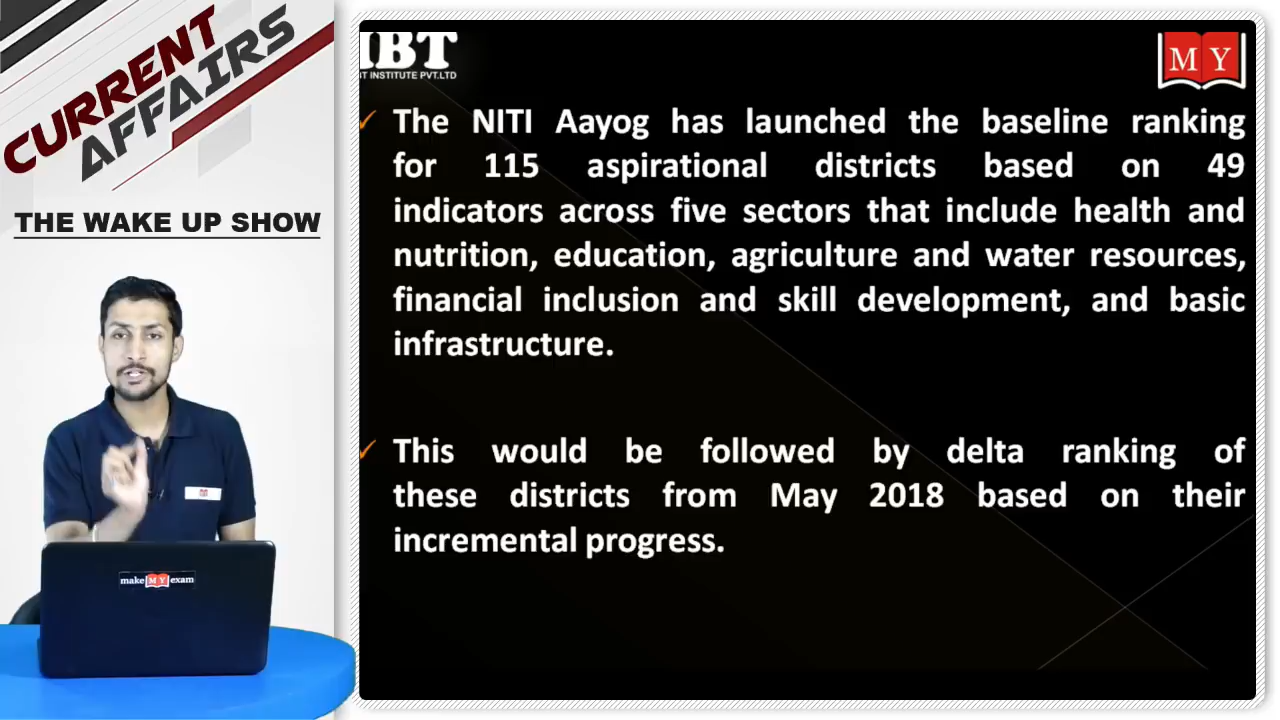 CURRENT
AFFAIRS
THE WAKE UP SHOW
make MY exam
IBT
T INSTITUTE PVT.LTD
M Y
✓ The NITI Aayog has launched the baseline ranking
for 115 aspirational districts based on 49
indicators across five sectors that include health and
nutrition, education, agriculture and water resources,
financial inclusion and skill development, and basic
infrastructure.
✓ This would be followed by delta ranking of
these districts from May 2018 based on their
incremental progress.